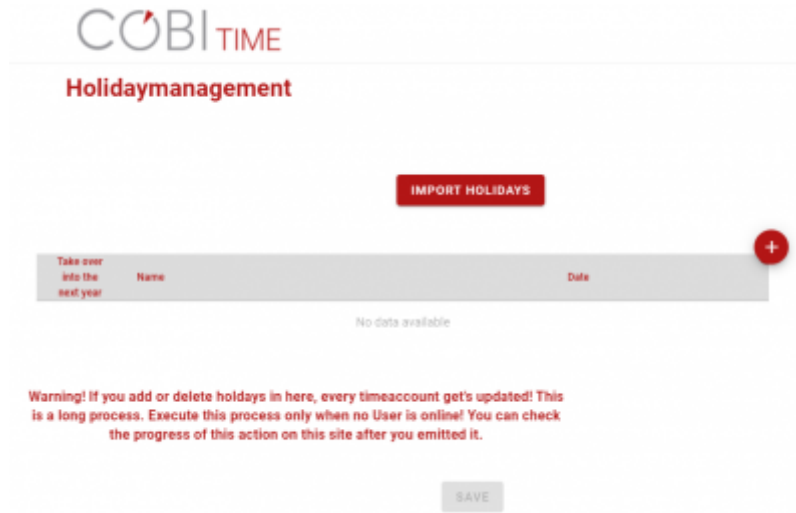 COBI TIME
Holidaymanagement
IMPORT HOLIDAYS
+
Take over
into the
next year
Name
Date
No data available
Warning! If you add or delete holdays in here, every timeaccount get's updated! This
is a long process. Execute this process only when no User is online! You can check
the progress of this action on this site after you emitted it.
SAVE